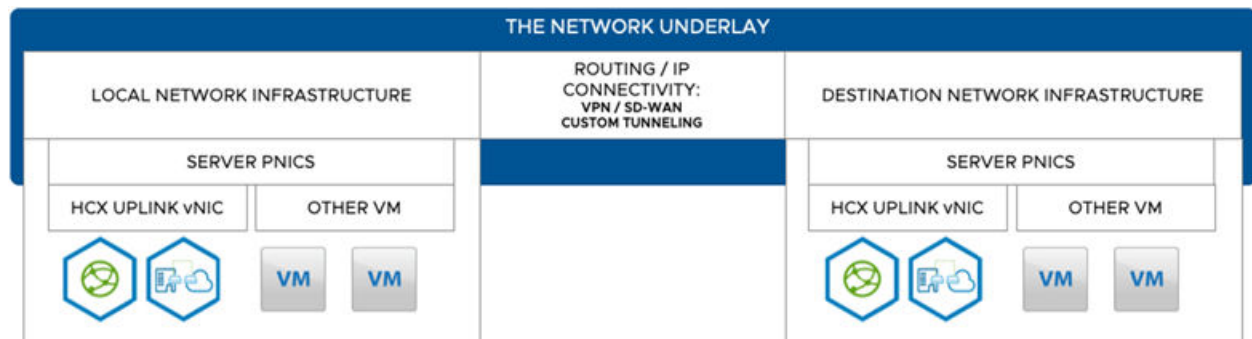 THE NETWORK UNDERLAY
LOCAL NETWORK INFRASTRUCTURE
ROUTING / IP
CONNECTIVITY:
VPN / SD-WAN
CUSTOM TUNNELING
DESTINATION NETWORK INFRASTRUCTURE
SERVER PNICS
SERVER PNICS
HCX UPLINK vNIC
OTHER VM
HCX UPLINK vNIC
OTHER VM
VM
VM
VM
VM